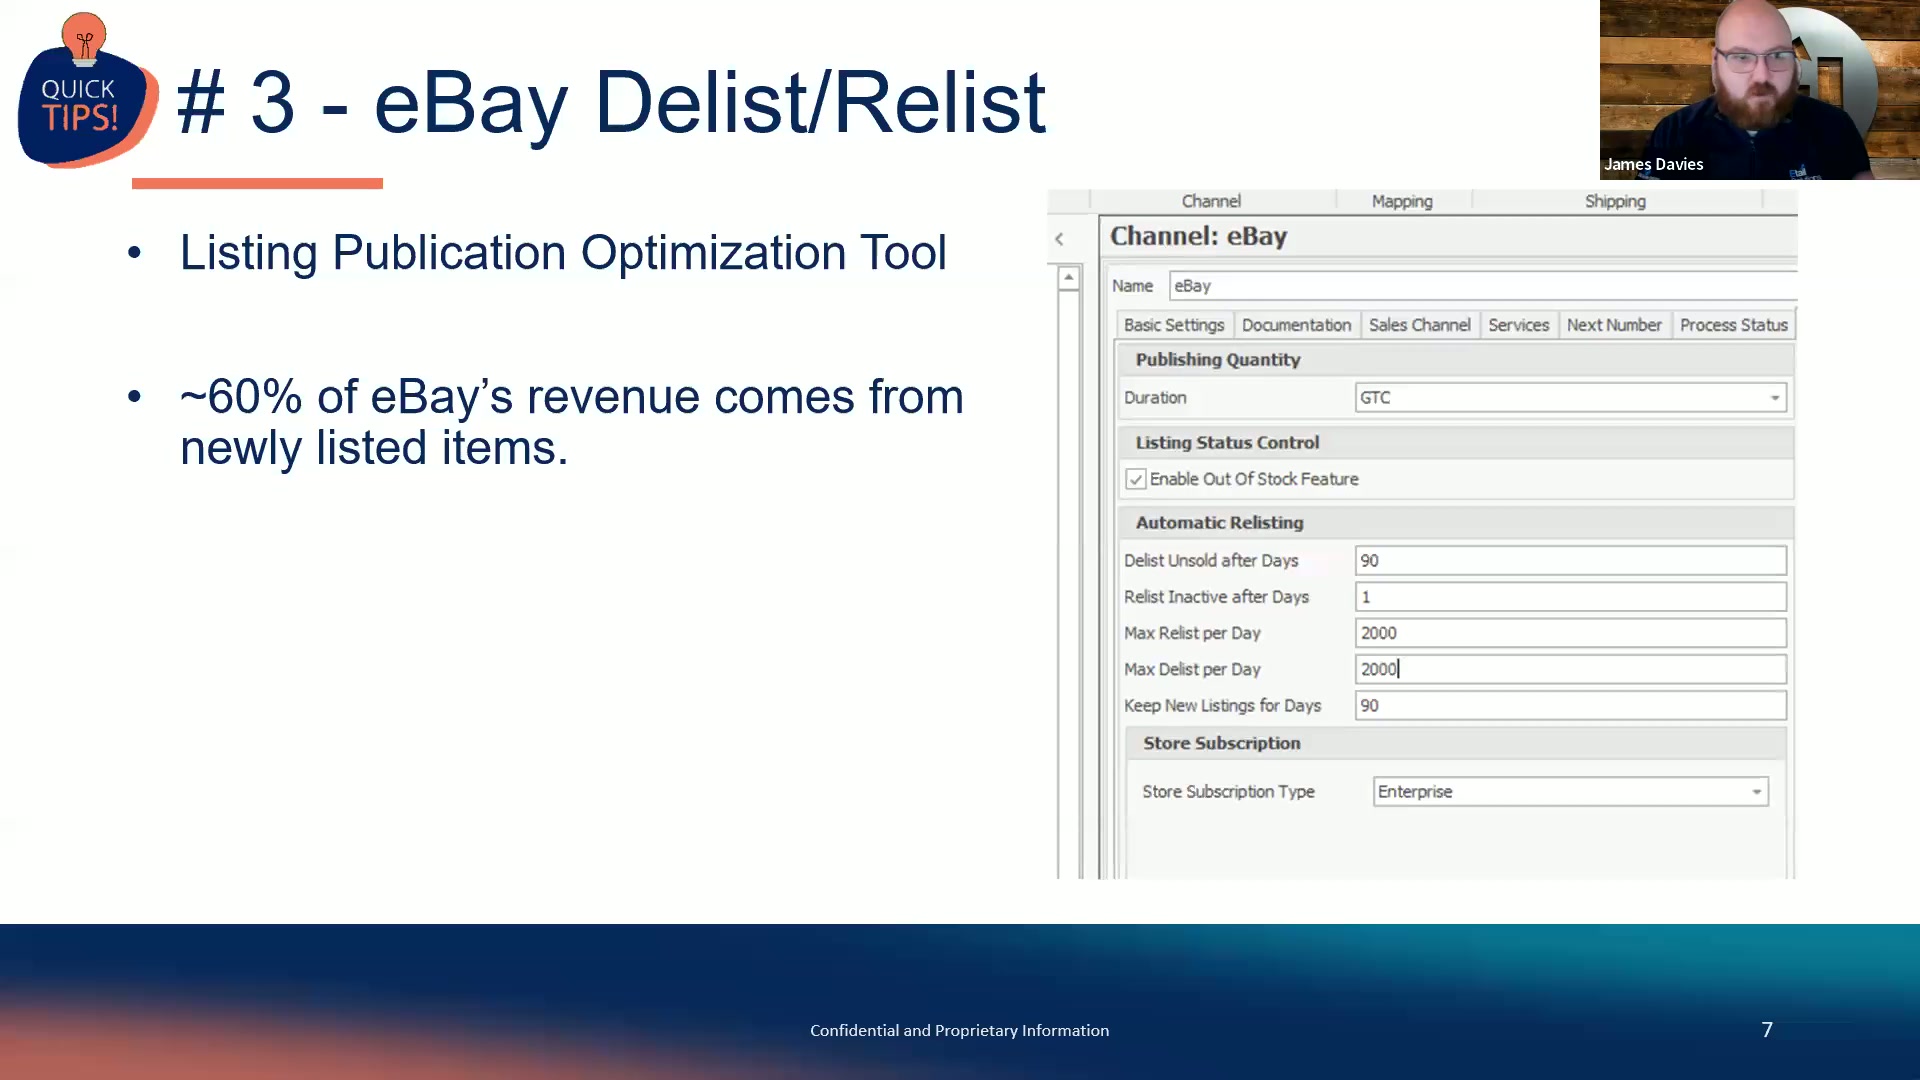 QUICK
TIPS!
# 3 - eBay Delist/Relist
James Davies
• Listing Publication Optimization Tool
• ~60% of eBay’s revenue comes from
newly listed items.
Channel Mapping Shipping
Channel: eBay
Name eBay
Basic Settings Documentation Sales Channel Services Next Number Process Status
Publishing Quantity
Duration GTC
Listing Status Control
Enable Out Of Stock Feature
Automatic Relisting
Delist Unsold after Days 90
Relist Inactive after Days 1
Max Relist per Day 2000
Max Delist per Day 2000
Keep New Listings for Days 90
Store Subscription
Store Subscription Type Enterprise
Confidential and Proprietary Information
7